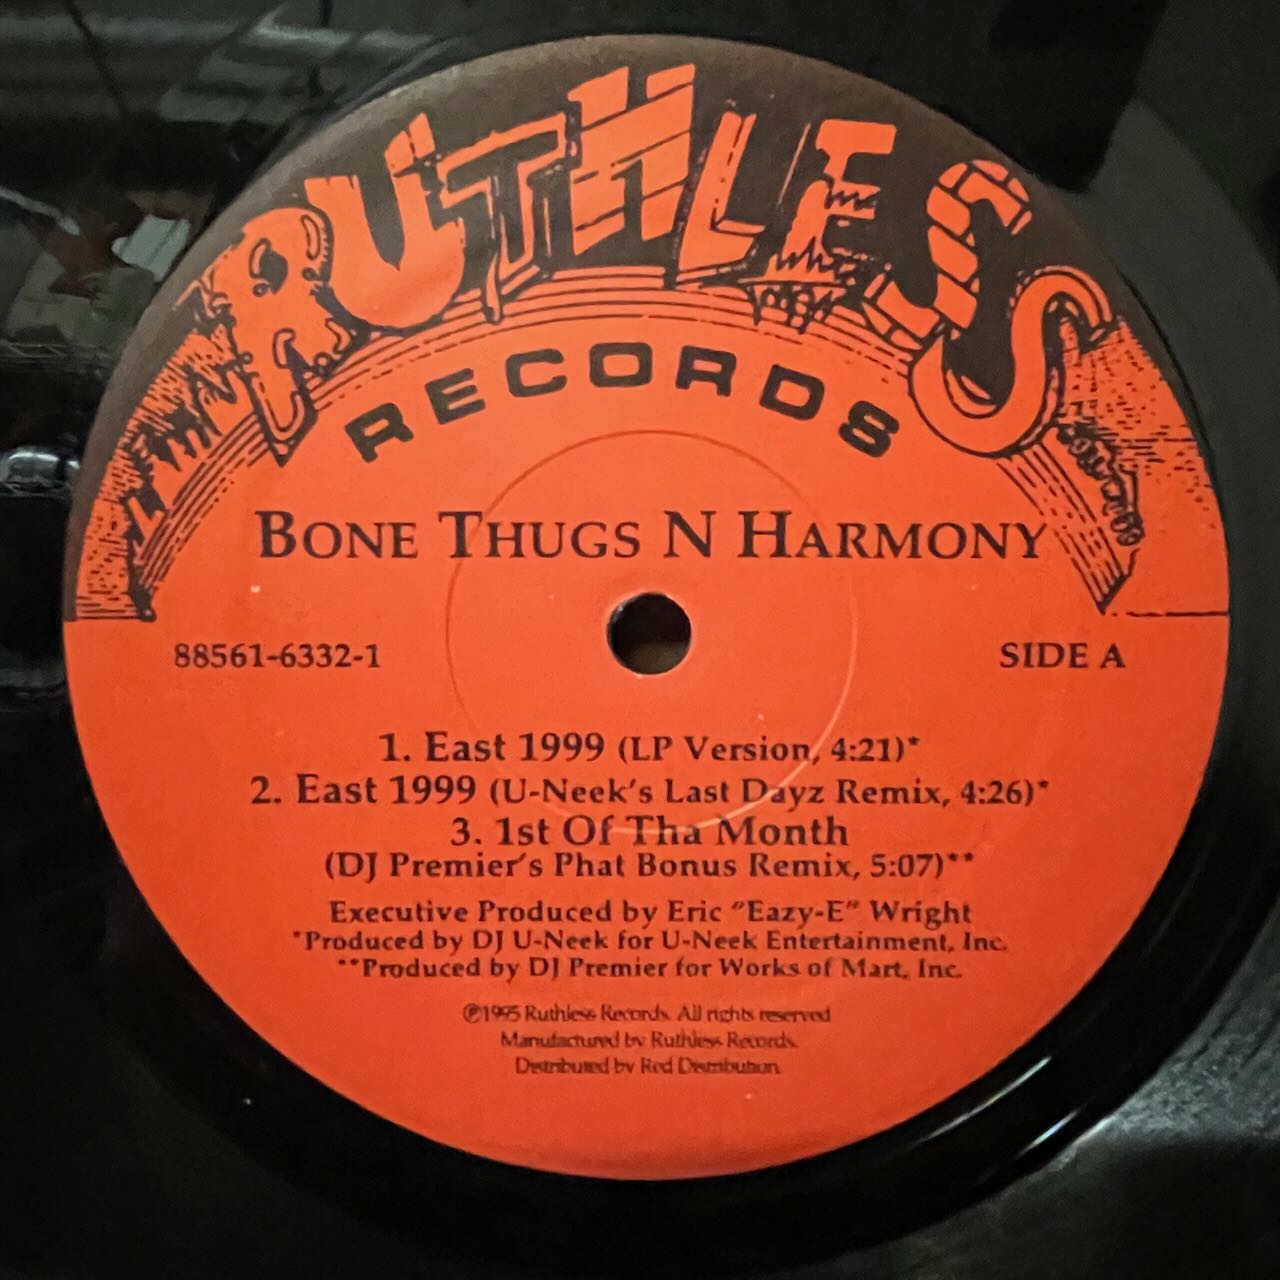 RUTHLESS
RECORDS
BONE THUGS N HARMONY
88561-6332-1
SIDE A
1. East 1999 (LP Version, 4:21)*
2. East 1999 (U-Neek's Last Dayz Remix, 4:26)*
3. 1st Of Tha Month
(DJ Premier's Phat Bonus Remix, 5:07)**
Executive Produced by Eric "Eazy-E" Wright
*Produced by DJ U-Neek for U-Neek Entertainment, Inc.
**Produced by DJ Premier for Works of Mart, Inc.
℗1995 Ruthless Records. All rights reserved
Manufactured by Ruthless Records.
Distributed by Red Distribution.